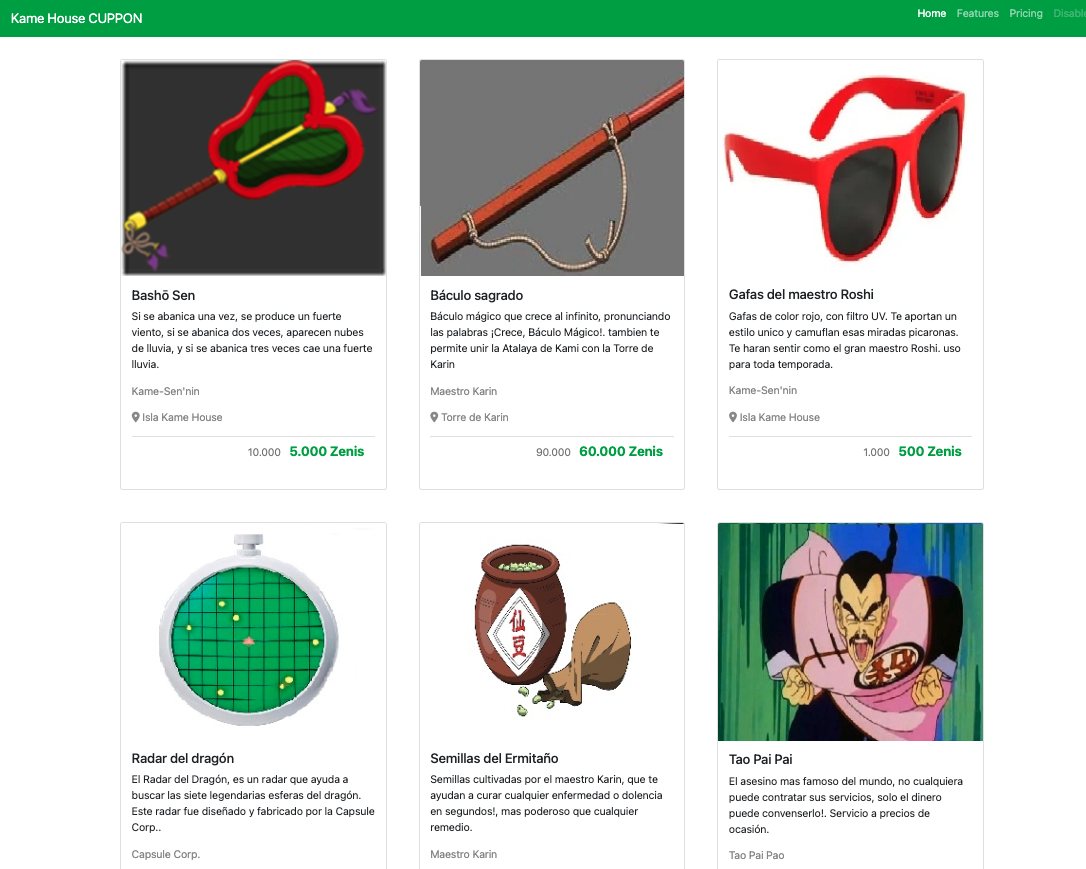 Kame House CUPPON
Home Features Pricing
Bashō Sen
Si se abanica una vez, se produce un fuerte
viento, si se abanica dos veces, aparecen nubes
de lluvia, y si se abanica tres veces cae una fuerte
lluvia.
Kame-Sen'nin
Isla Kame House
10.000 5.000 Zenis
Báculo sagrado
Báculo mágico que crece al infinito, pronunciando
las palabras ¡Crece, Báculo Mágico!. tambien te
permite unir la Atalaya de Kami con la Torre de
Karin
Maestro Karin
Torre de Karin
90.000 60.000 Zenis
Gafas del maestro Roshi
Gafas de color rojo, con filtro UV. Te aportan un
estilo unico y camuflan esas miradas picaronas.
Te haran sentir como el gran maestro Roshi. uso
para toda temporada.
Kame-Sen'nin
Isla Kame House
1.000 500 Zenis
Radar del dragón
El Radar del Dragón, es un radar que ayuda a
buscar las siete legendarias esferas del dragón.
Este radar fue diseñado y fabricado por la Capsule
Corp..
Capsule Corp.
仙
豆
Semillas del Ermitaño
Semillas cultivadas por el maestro Karin, que te
ayudan a curar cualquier enfermedad o dolencia
en segundos!, mas poderoso que cualquier
remedio.
Maestro Karin
Tao Pai Pai
El asesino mas famoso del mundo, no cualquiera
puede contratar sus servicios, solo el dinero
puede convenserlo!. Servicio a precios de
ocasión.
Tao Pai Pao